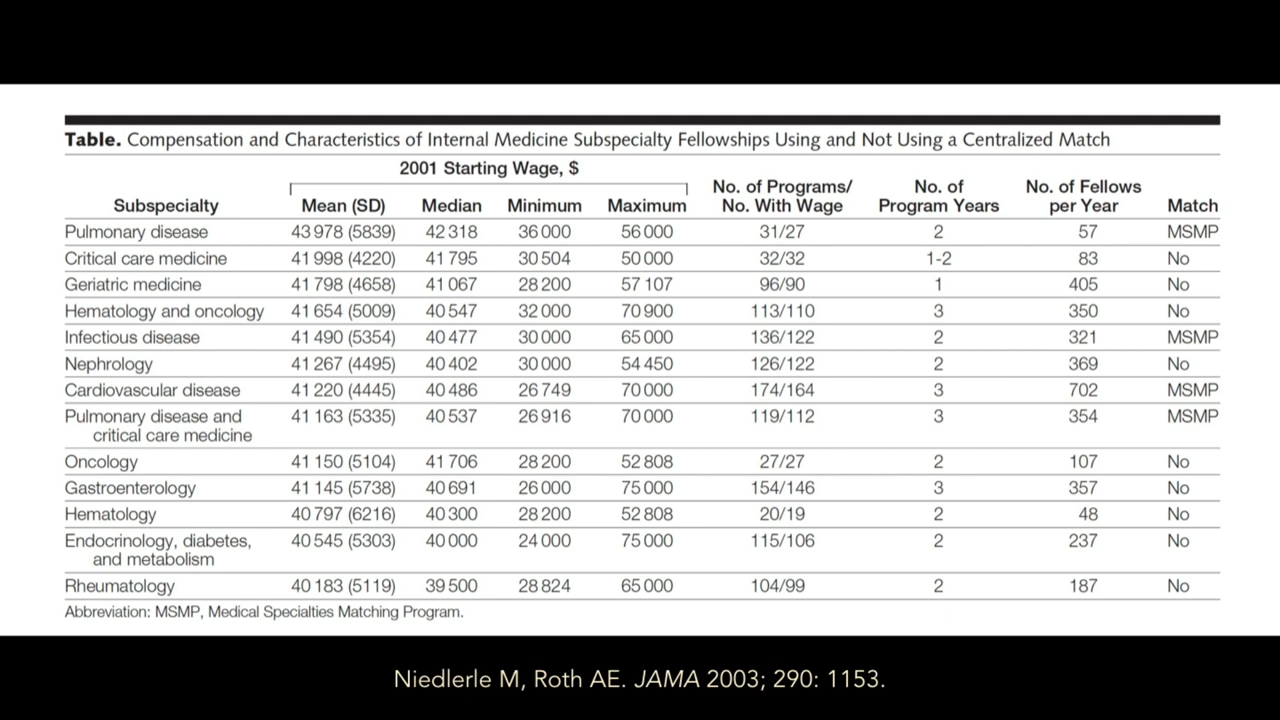 Table. Compensation and Characteristics of Internal Medicine Subspecialty Fellowships Using and Not Using a Centralized Match
2001 Starting Wage, $
Subspecialty Mean (SD) Median Minimum Maximum No. of Programs/ No. With Wage No. of Program Years No. of Fellows per Year Match
Pulmonary disease 43 978 (5839) 42 318 36 000 56 000 31/27 2 57 MSMP
Critical care medicine 41 998 (4220) 41 795 30 504 50 000 32/32 1-2 83 No
Geriatric medicine 41 798 (4658) 41 067 28 200 57 107 96/90 1 405 No
Hematology and oncology 41 654 (5009) 40 547 32 000 70 900 113/110 3 350 No
Infectious disease 41 490 (5354) 40 477 30 000 65 000 136/122 2 321 MSMP
Nephrology 41 267 (4495) 40 402 30 000 54 450 126/122 2 369 No
Cardiovascular disease 41 220 (4445) 40 486 26 749 70 000 174/164 3 702 MSMP
Pulmonary disease and 41 163 (5335) 40 537 26 916 70 000 119/112 3 354 MSMP
critical care medicine
Oncology 41 150 (5104) 41 706 28 200 52 808 27/27 2 107 No
Gastroenterology 41 145 (5738) 40 691 26 000 75 000 154/146 3 357 No
Hematology 40 797 (6216) 40 300 28 200 52 808 20/19 2 48 No
Endocrinology, diabetes, 40 545 (5303) 40 000 24 000 75 000 115/106 2 237 No
and metabolism
Rheumatology 40 183 (5119) 39 500 28 824 65 000 104/99 2 187 No
Abbreviation: MSMP, Medical Specialties Matching Program.
Niedlerle M, Roth AE. JAMA 2003; 290: 1153.